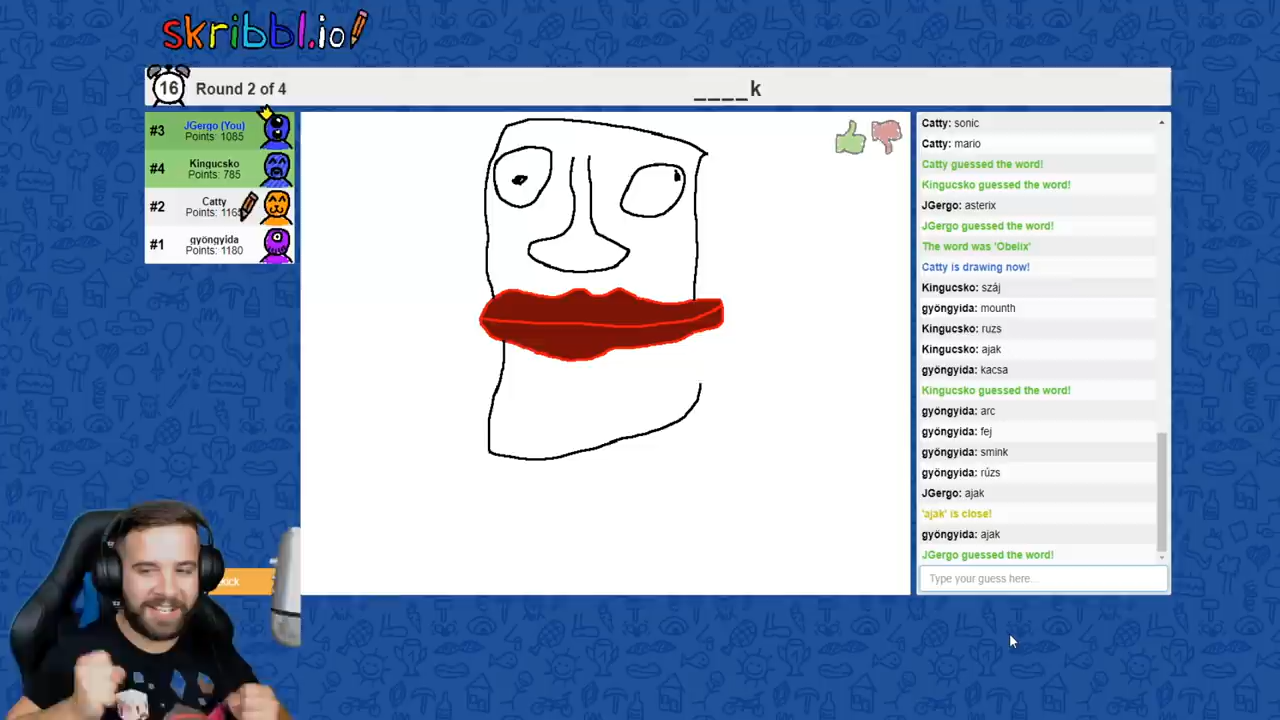 skribbl.io
16
Round 2 of 4
____k
#3
JGergo (You)
Points: 1085
#4
Kingucsko
Points: 785
#2
Catty
#1
gyöngyida
Points: 1180
Catty: sonic
Catty: mario
Catty guessed the word!
Kingucsko guessed the word!
JGergo: asterix
JGergo guessed the word!
The word was 'Obelix'
Catty is drawing now!
Kingucsko: száj
gyöngyida: mounth
Kingucsko: ruzs
Kingucsko: ajak
gyöngyida: kacsa
Kingucsko guessed the word!
gyöngyida: arc
gyöngyida: fej
gyöngyida: smink
gyöngyida: rúzs
JGergo: ajak
'ajak' is close!
gyöngyida: ajak
JGergo guessed the word!
Type your guess here...
kick